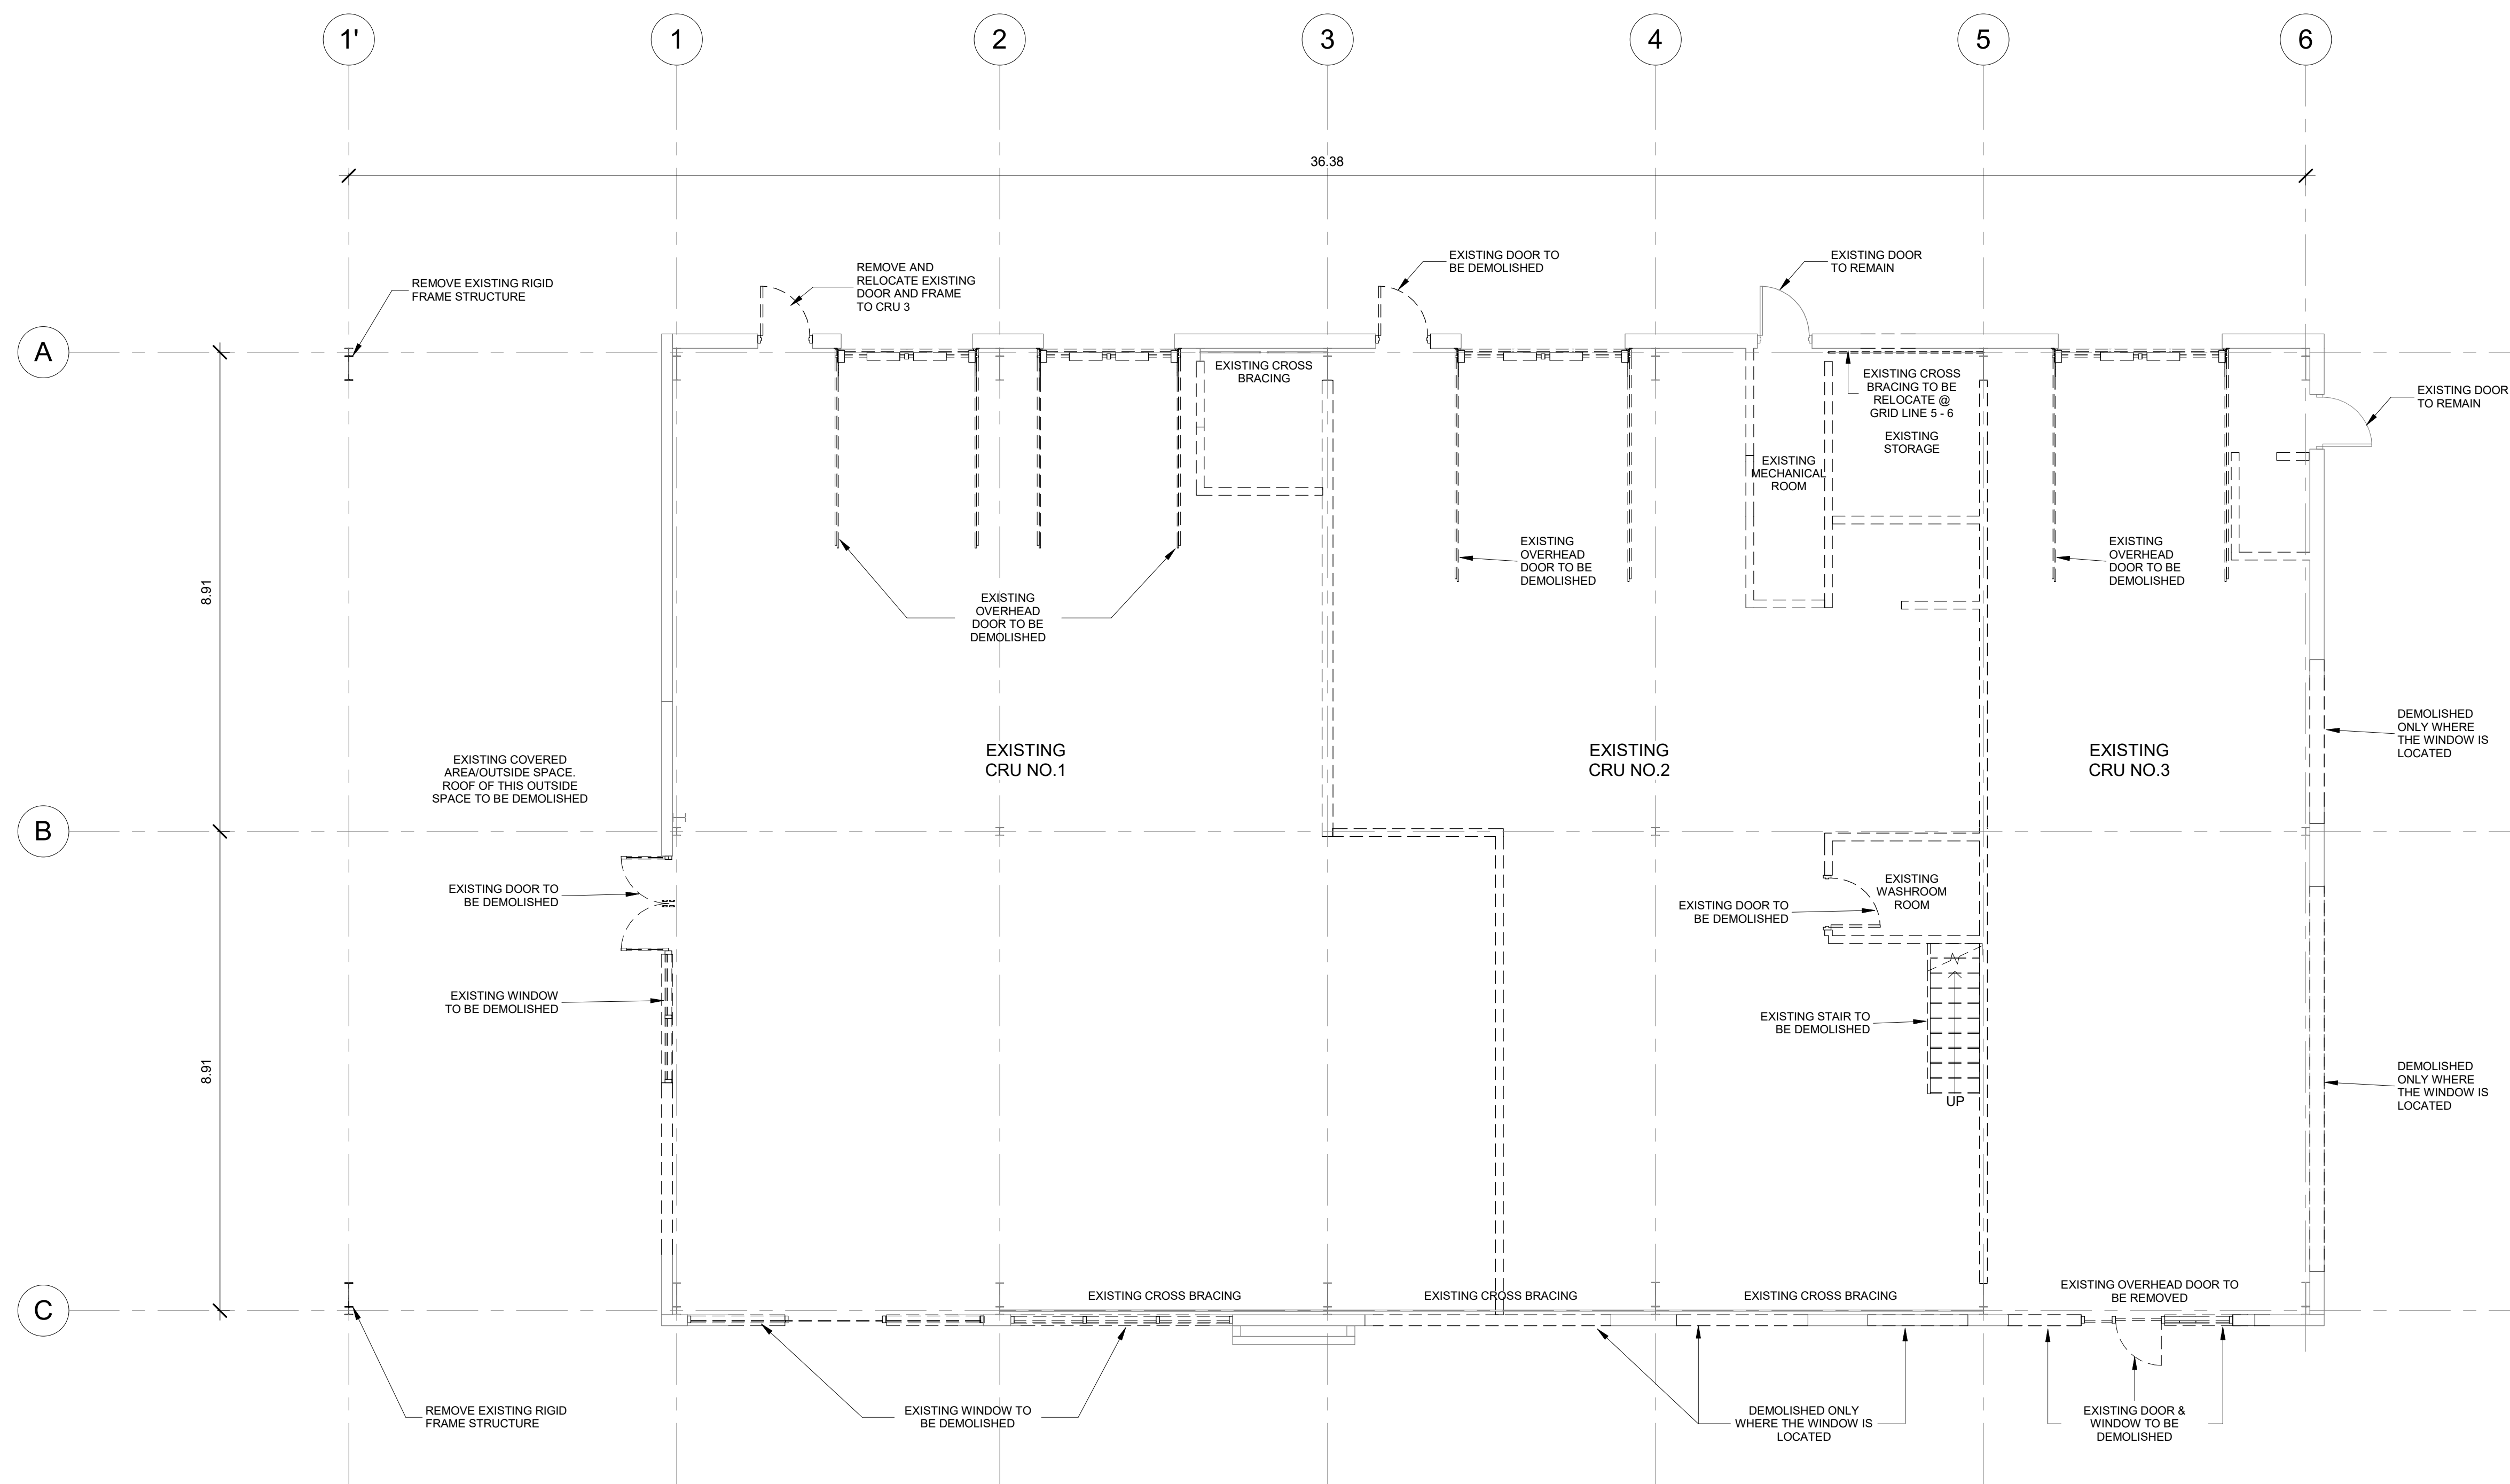 1'
1
2
3
4
5
6
36.38
REMOVE EXISTING RIGID
FRAME STRUCTURE
REMOVE AND
RELOCATE EXISTING
DOOR AND FRAME
TO CRU 3
EXISTING DOOR TO
BE DEMOLISHED
EXISTING DOOR
TO REMAIN
A
EXISTING CROSS
BRACING
EXISTING CROSS
BRACING TO BE
RELOCATE @
GRID LINE 5 - 6
EXISTING DOOR
TO REMAIN
EXISTING
STORAGE
EXISTING
MECHANICAL
ROOM
8.91
EXISTING
OVERHEAD
DOOR TO BE
DEMOLISHED
EXISTING
OVERHEAD
DOOR TO BE
DEMOLISHED
EXISTING
OVERHEAD
DOOR TO BE
DEMOLISHED
EXISTING COVERED
AREA/OUTSIDE SPACE.
ROOF OF THIS OUTSIDE
SPACE TO BE DEMOLISHED
EXISTING
CRU NO.1
EXISTING
CRU NO.2
EXISTING
CRU NO.3
DEMOLISHED
ONLY WHERE
THE WINDOW IS
LOCATED
B
EXISTING DOOR TO
BE DEMOLISHED
EXISTING DOOR TO
BE DEMOLISHED
EXISTING
WASHROOM
ROOM
EXISTING WINDOW
TO BE DEMOLISHED
EXISTING STAIR TO
BE DEMOLISHED
UP
8.91
DEMOLISHED
ONLY WHERE
THE WINDOW IS
LOCATED
C
EXISTING CROSS BRACING
EXISTING CROSS BRACING
EXISTING CROSS BRACING
EXISTING OVERHEAD DOOR TO
BE REMOVED
REMOVE EXISTING RIGID
FRAME STRUCTURE
EXISTING WINDOW TO
BE DEMOLISHED
DEMOLISHED ONLY
WHERE THE WINDOW IS
LOCATED
EXISTING DOOR &
WINDOW TO BE
DEMOLISHED